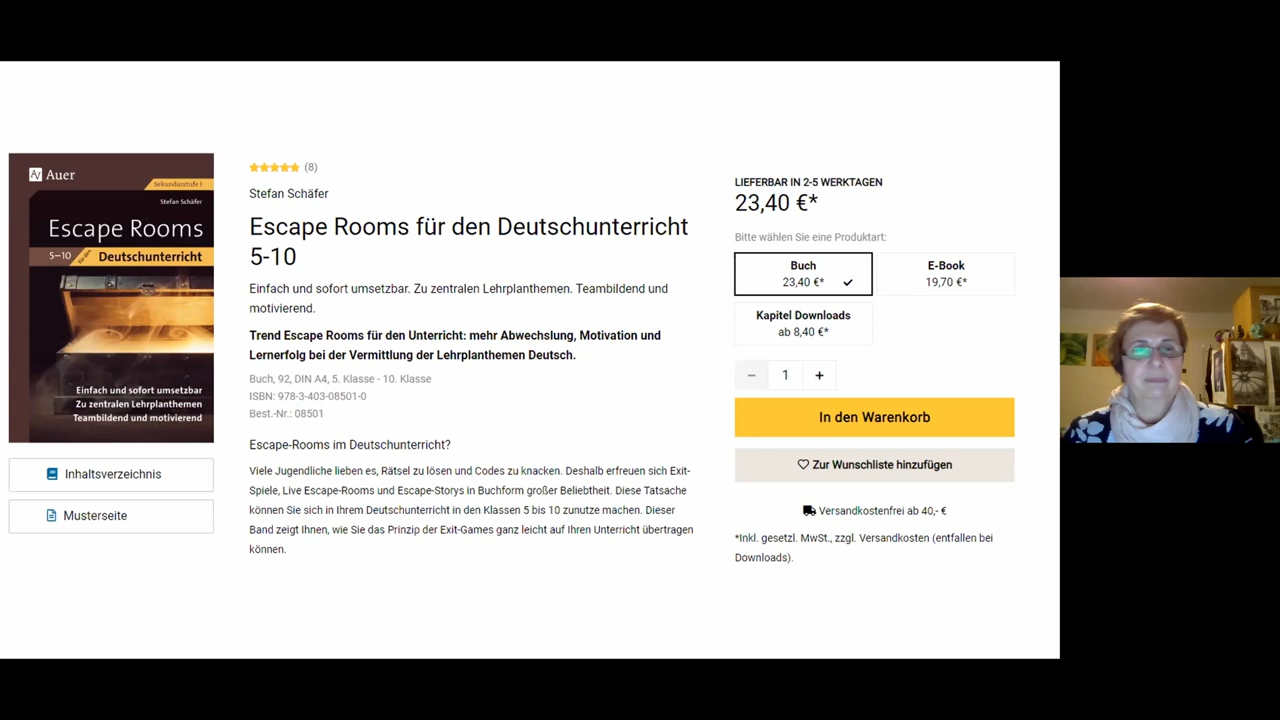 Auer
Sekundarstufe I
Stefan Schäfer
Escape Rooms
5–10 für den Deutschunterricht
Einfach und sofort umsetzbar
Zu zentralen Lehrplanthemen
Teambildend und motivierend
Inhaltsverzeichnis
Musterseite
(8)
Stefan Schäfer
Escape Rooms für den Deutschunterricht
5-10
Einfach und sofort umsetzbar. Zu zentralen Lehrplanthemen. Teambildend und
motivierend.
Trend Escape Rooms für den Unterricht: mehr Abwechslung, Motivation und
Lernerfolg bei der Vermittlung der Lehrplanthemen Deutsch.
Buch, 92, DIN A4, 5. Klasse - 10. Klasse
ISBN: 978-3-403-08501-0
Best.-Nr.: 08501
Escape-Rooms im Deutschunterricht?
Viele Jugendliche lieben es, Rätsel zu lösen und Codes zu knacken. Deshalb erfreuen sich Exit-
Spiele, Live Escape-Rooms und Escape-Storys in Buchform großer Beliebtheit. Diese Tatsache
können Sie sich in Ihrem Deutschunterricht in den Klassen 5 bis 10 zunutze machen. Dieser
Band zeigt Ihnen, wie Sie das Prinzip der Exit-Games ganz leicht auf Ihren Unterricht übertragen
können.
LIEFERBAR IN 2-5 WERKTAGEN
23,40 €*
Bitte wählen Sie eine Produktart:
Buch
23,40 €*
E-Book
19,70 €*
Kapitel Downloads
ab 8,40 €*
− 1 +
In den Warenkorb
Zur Wunschliste hinzufügen
Versandkostenfrei ab 40,- €
*Inkl. gesetzl. MwSt., zzgl. Versandkosten (entfallen bei
Downloads).